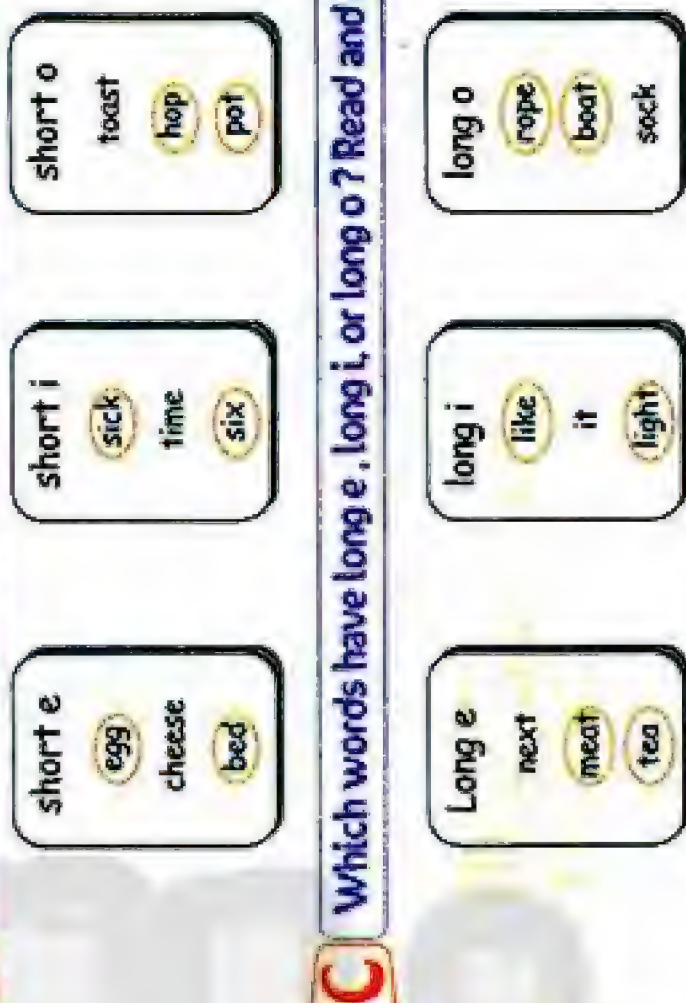 short e
egg
cheese
bed
short i
sick
time
six
short o
toast
hop
pot
C
Which words have long e, long i, or long o? Read and
Long e
next
meat
tea
long i
like
it
light
long o
rope
boat
sock